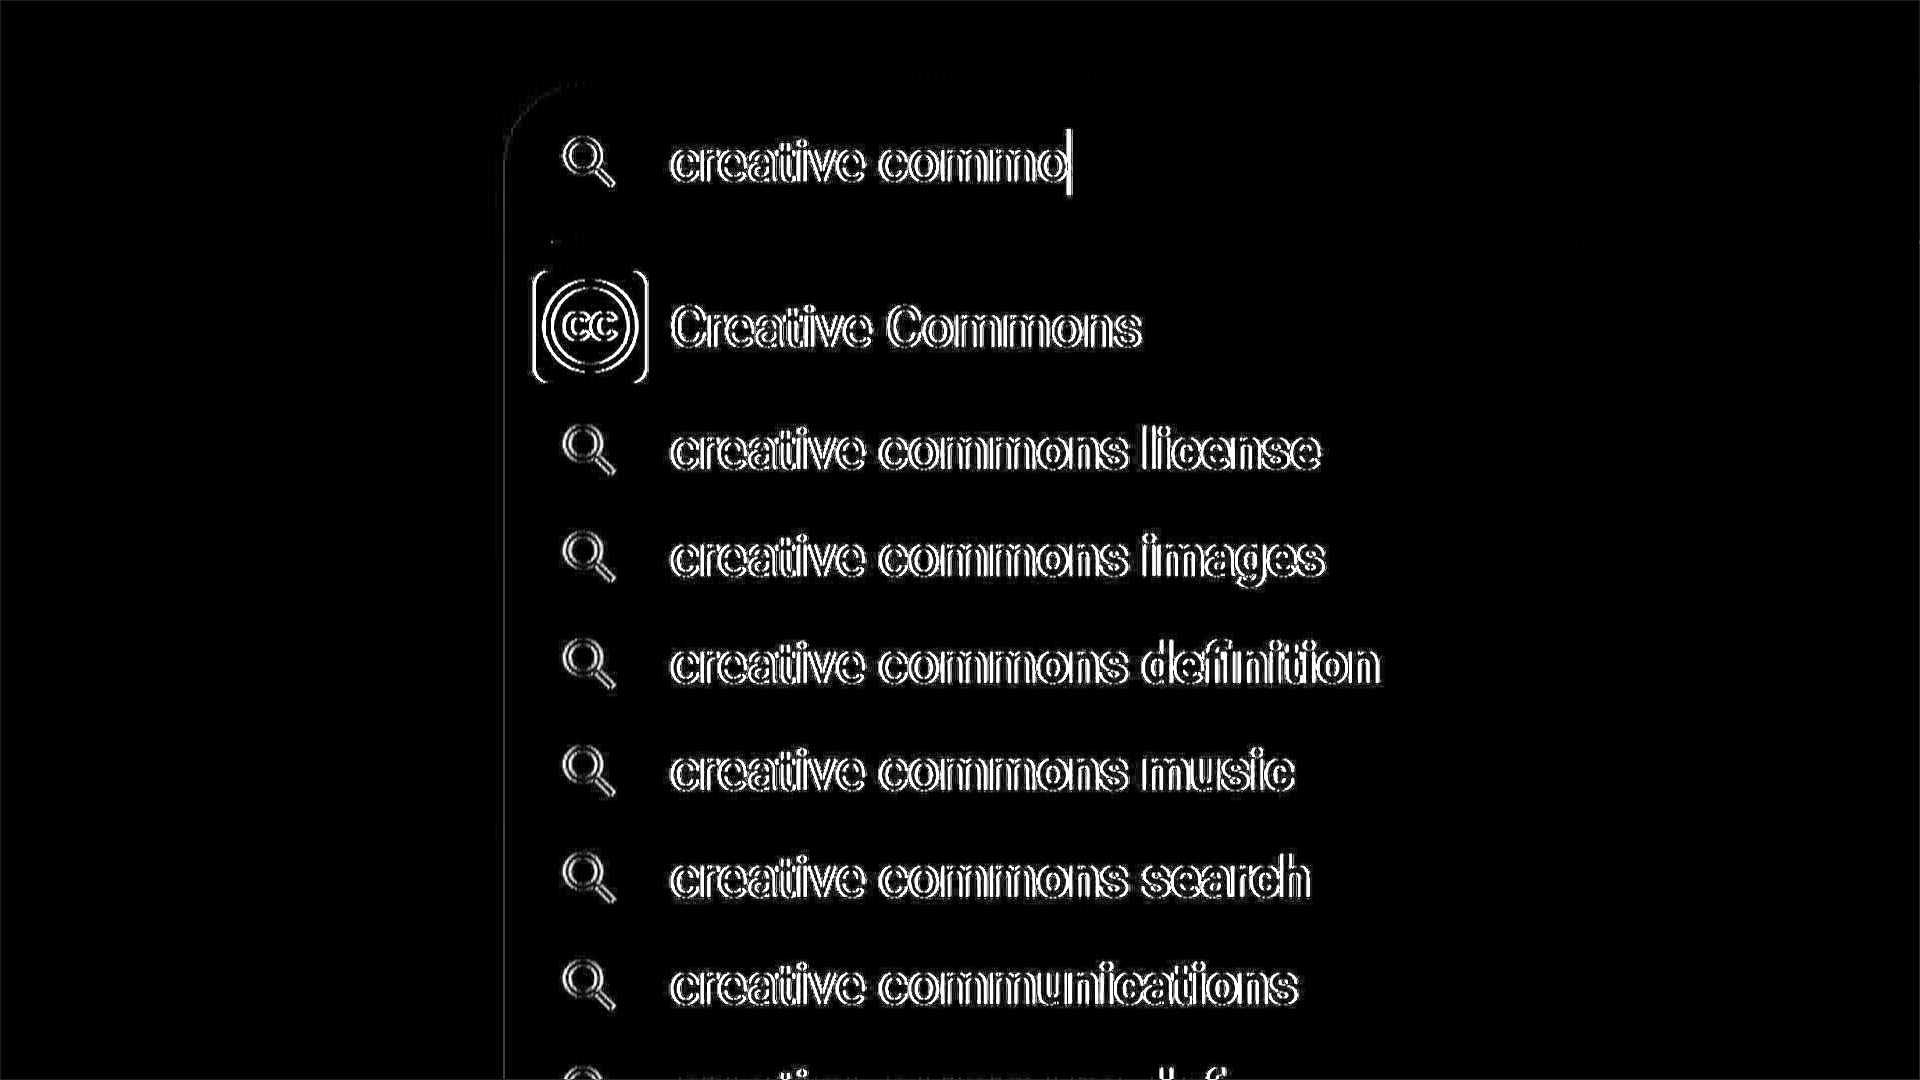 creative commo
cc Creative Commons
creative commons license
creative commons images
creative commons definition
creative commons music
creative commons search
creative communications
creative